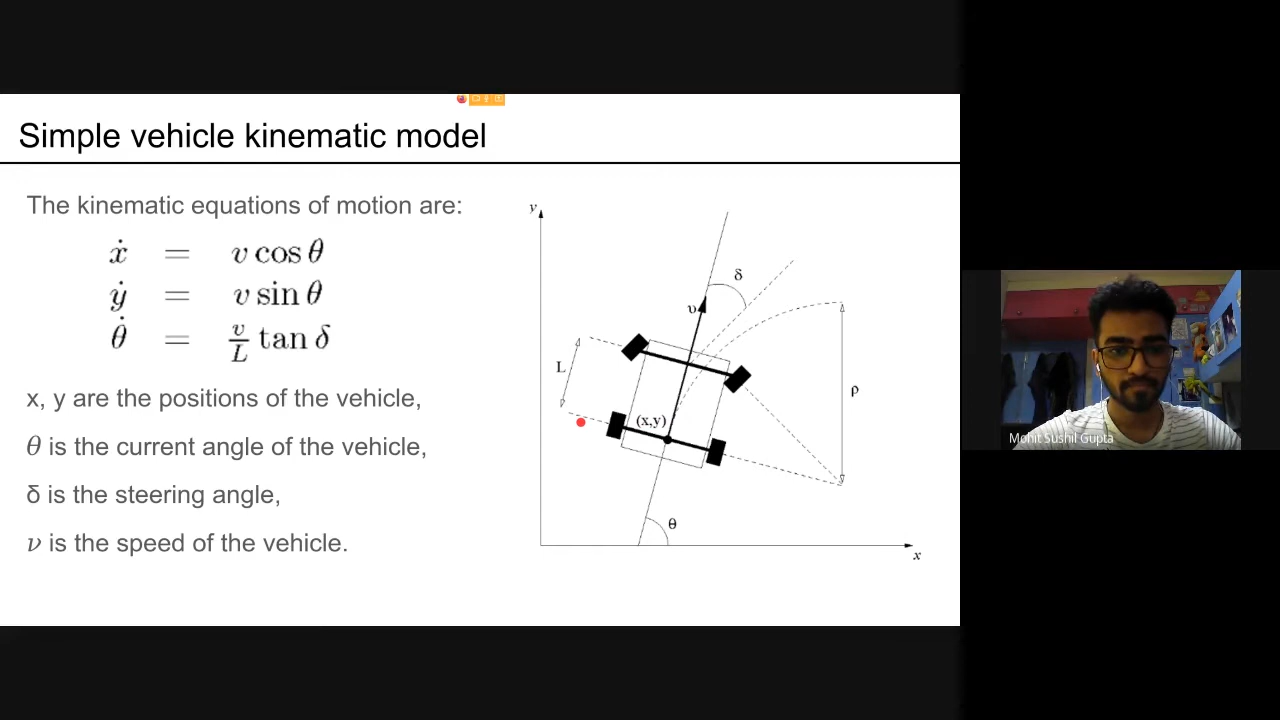 Simple vehicle kinematic model
The kinematic equations of motion are:
ẋ = v cos θ
ẏ = v sin θ
θ̇ = v/L tan δ
x, y are the positions of the vehicle,
θ is the current angle of the vehicle,
δ is the steering angle,
ν is the speed of the vehicle.
y
δ
υ
L
ρ
(x,y)
θ
x
Mohit Sushil Gupta